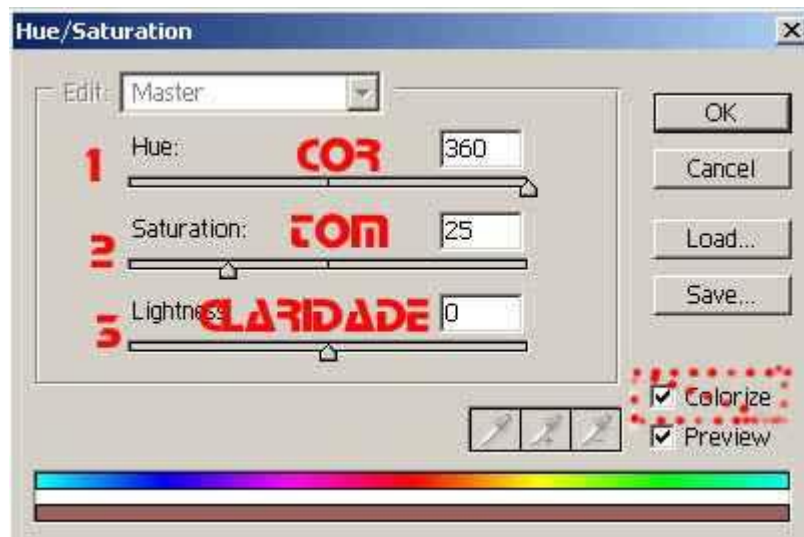 Hue/Saturation
Edit: Master
OK
1 Hue: COR 360
Cancel
2 Saturation: TOM 25
Load...
3 Lightness: CLARIDADE 0
Save...
Colorize
Preview